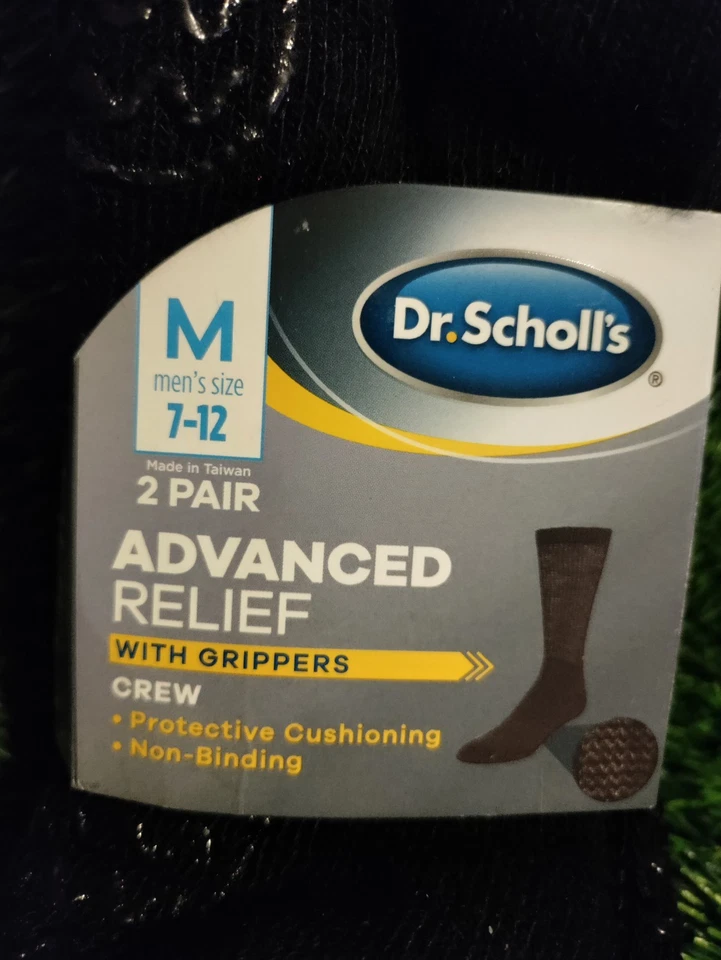 M
men's size
7-12
Made in Taiwan
2 PAIR
Dr. Scholl's
®
ADVANCED
RELIEF
WITH GRIPPERS
CREW
• Protective Cushioning
• Non-Binding